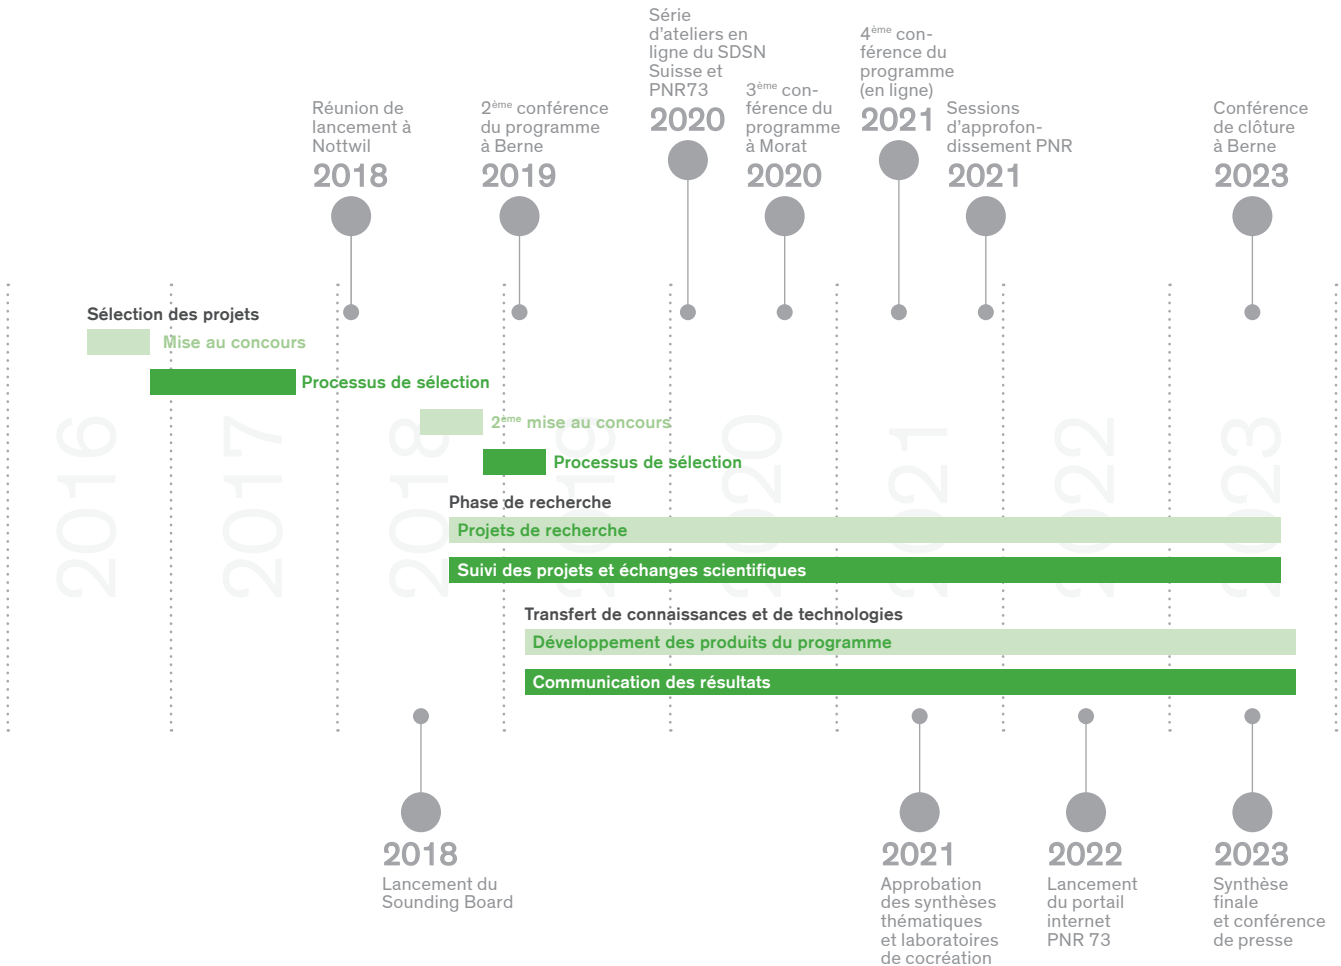 Réunion de
lancement à
Nottwil
2018
2ème conférence
du programme
à Berne
2019
Série
d’ateliers en
ligne du SDSN
Suisse et
PNR73
2020
3ème con-
férence du
programme
à Morat
2020
4ème con-
férence du
programme
(en ligne)
2021
Sessions
d’approfon-
dissement PNR
2021
Conférence
de clôture
à Berne
2023
Sélection des projets
Mise au concours
Processus de sélection
2ème mise au concours
Processus de sélection
2016
2017
2018
2019
2020
2021
2022
2023
Phase de recherche
Projets de recherche
Suivi des projets et échanges scientifiques
Transfert de connaissances et de technologies
Développement des produits du programme
Communication des résultats
2018
Lancement du
Sounding Board
2021
Approbation
des synthèses
thématiques
et laboratoires
de cocréation
2022
Lancement
du portail
internet
PNR 73
2023
Synthèse
finale
et conférence
de presse